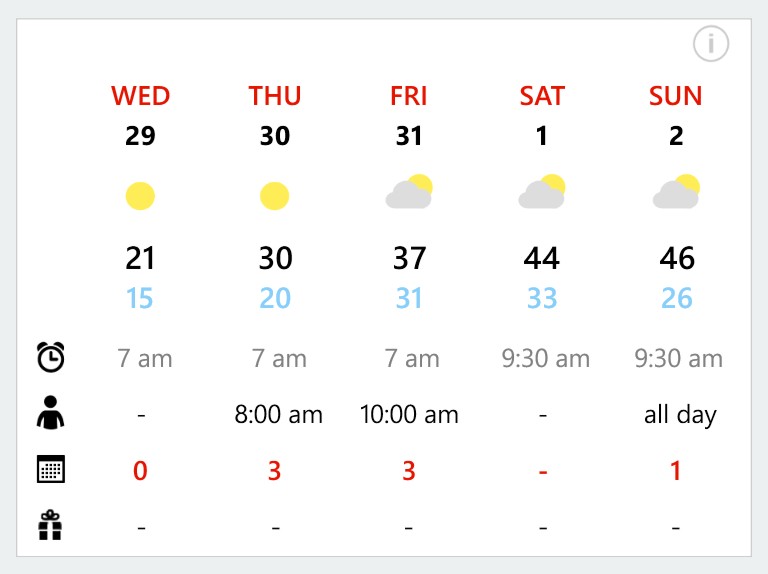 i
WED THU FRI SAT SUN
29 30 31 1 2
21 30 37 44 46
15 20 31 33 26
7 am 7 am 7 am 9:30 am 9:30 am
- 8:00 am 10:00 am - all day
0 3 3 - 1
- - - - -